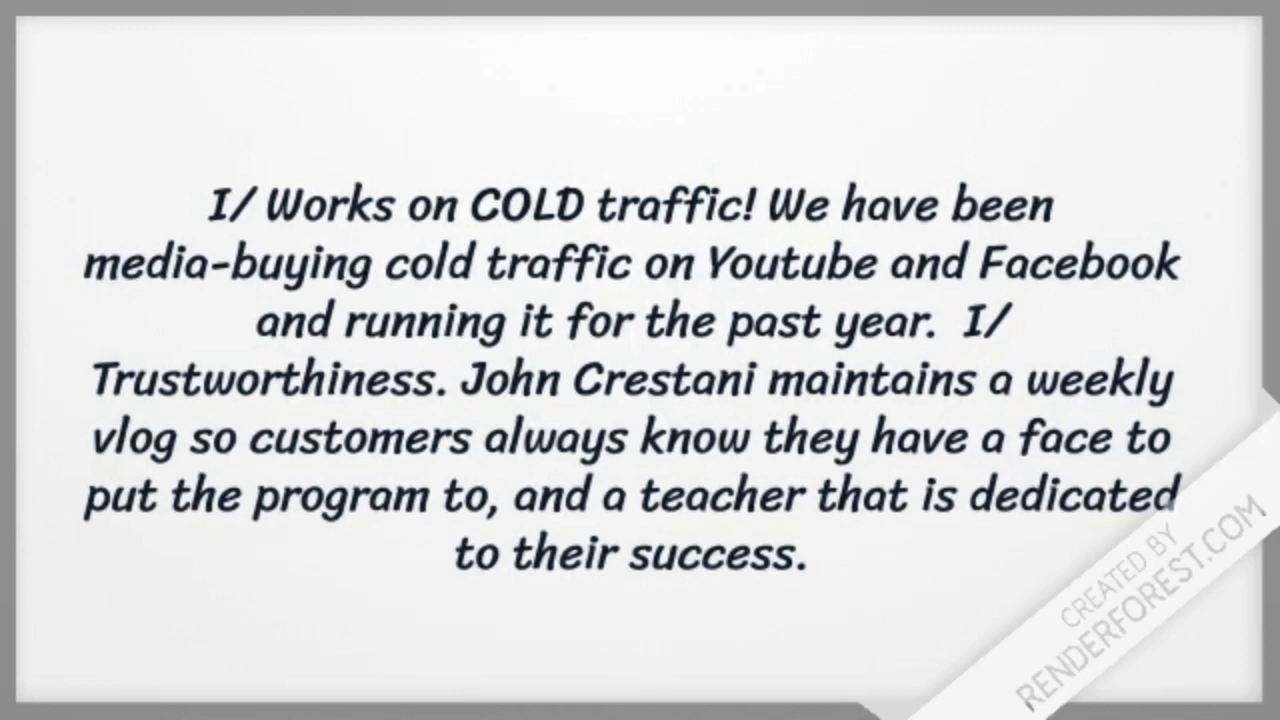 I/ Works on COLD traffic! We have been
media-buying cold traffic on Youtube and Facebook
and running it for the past year.  I/
Trustworthiness. John Crestani maintains a weekly
vlog so customers always know they have a face to
put the program to, and a teacher that is dedicated
to their success.
CREATED BY
RENDERFOREST.COM